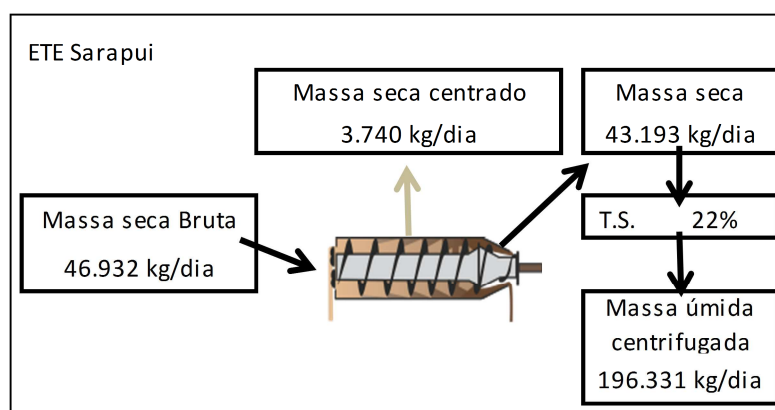 ETE Sarapui
Massa seca centrado
3.740 kg/dia
Massa seca
43.193 kg/dia
Massa seca Bruta
46.932 kg/dia
T.S. 22%
Massa úmida
centrifugada
196.331 kg/dia